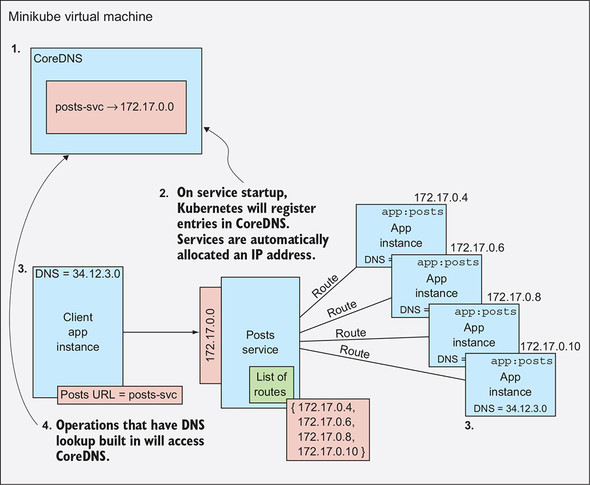 Minikube virtual machine
1.
CoreDNS
posts-svc → 172.17.0.0
2. On service startup,
Kubernetes will register
entries in CoreDNS.
Services are automatically
allocated an IP address.
3.
DNS = 34.12.3.0
Client
app
instance
Posts URL = posts-svc
172.17.0.0
Posts
service
List of
routes
{ 172.17.0.4,
172.17.0.6,
172.17.0.8,
172.17.0.10 }
Route
Route
Route
Route
172.17.0.4
app:posts
App
instance
DNS =
172.17.0.6
app:posts
App
instance
DNS =
172.17.0.8
app:posts
App
instance
DNS =
172.17.0.10
app:posts
App
instance
DNS = 34.12.3.0
3.
4. Operations that have DNS
lookup built in will access
CoreDNS.